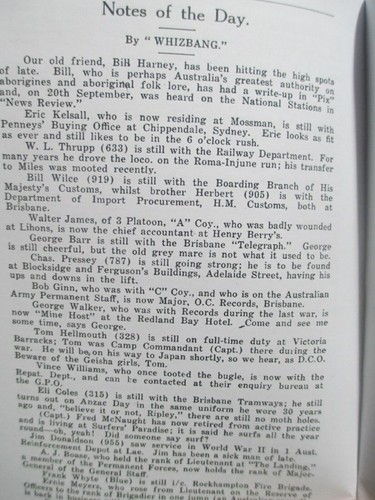 Notes of the Day.
By "WHIZBANG."
Our old friend, Bill Harney, has been hitting the high spots
of late. Bill, who is perhaps Australia's greatest authority on
aborigines and aboriginal folk lore, has had a write-up in "Pix"
and, on 20th September, was heard on the National Stations in
"News Review."
Eric Kelsall, who is now residing at Mossman, is still with
Penneys' Buying Office at Chippendale, Sydney. Eric looks as fit
as ever and still likes to be in the 6 o'clock rush.
W. L. Thrupp (633) is still with the Railway Department. For
many years he drove the loco. on the Roma-Injune run; his transfer
to Miles was mooted recently.
Bill Wilce (919) is still with the Boarding Branch of His
Majesty's Customs, whilst brother Herbert (905) is with the
Department of Import Procurement, H.M. Customs, both at
Brisbane.
Walter James, of 3 Platoon, "A" Coy., who was badly wounded
at Lihons, is now the chief accountant at Henry Berry's.
George Barr is still with the Brisbane "Telegraph." George
is still cheerful, but the old grey mare is not what it used to be.
Chas. Pressey (787) is still going strong; he is to be found
at Blocksidge and Ferguson's Buildings, Adelaide Street, having his
ups and downs in the lift.
Bob Ginn, who was with "C" Coy., and who is on the Australian
Army Permanent Staff, is now Major, O.C. Records, Brisbane.
George Walker, who was with Records during the last war, is
now "Mine Host" at the Redland Bay Hotel. Come and see me
some time, says George.
Tom Hellmouth (328) is still on full-time duty at Victoria
Barracks; Tom was Camp Commandant (Capt.) there during the
war. He will be on his way to Japan shortly, so we hear, as D.C.O.
Beware of the Geisha girls, Tom.
Vince Williams, who once tooted the bugle, is now with the
Repat. Dept., and can be contacted at their enquiry bureau at
the G.P.O.
Eli Coles (315) is still with the Brisbane Tramways; he still
turns out on Anzac Day in the same uniform he wore 30 years
ago and, "believe it or not, Ripley," there are still no moth holes.
(Capt.) Fred McNaught has now retired from active practice
and is living at Surfers' Paradise; it is said he surfs all the year
round—oh, yeah! Did someone say surf?
Jim Donaldson (955) saw service in World War II in 1 Aust.
Reinforcement Depot at Lae. Jim has been a sick man of late.
A. J. Boase, who held the rank of Lieutenant at "The Landing,"
a member of the Permanent Forces, now holds the rank of Major-
General of the General Staff.
Frank Whyte (Blue) is still i/c. Rockhampton Fire Brigade.
Ernie Meyers, who rose from Lieutenant on the Reserve of
Officers to the rank of Brigadier in one jump